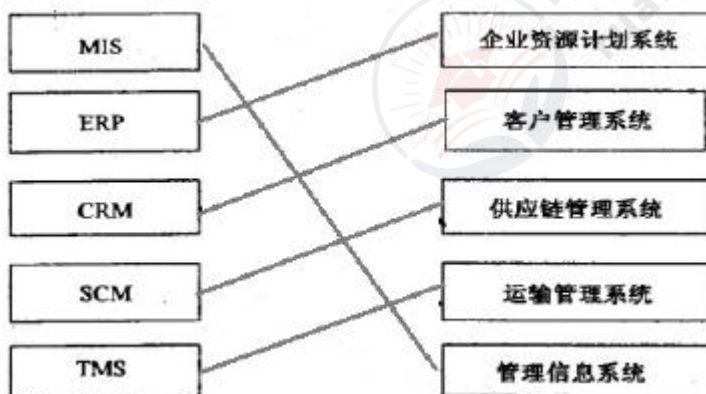 MIS
企业资源计划系统
ERP
客户管理系统
CRM
供应链管理系统
SCM
运输管理系统
TMS
管理信息系统